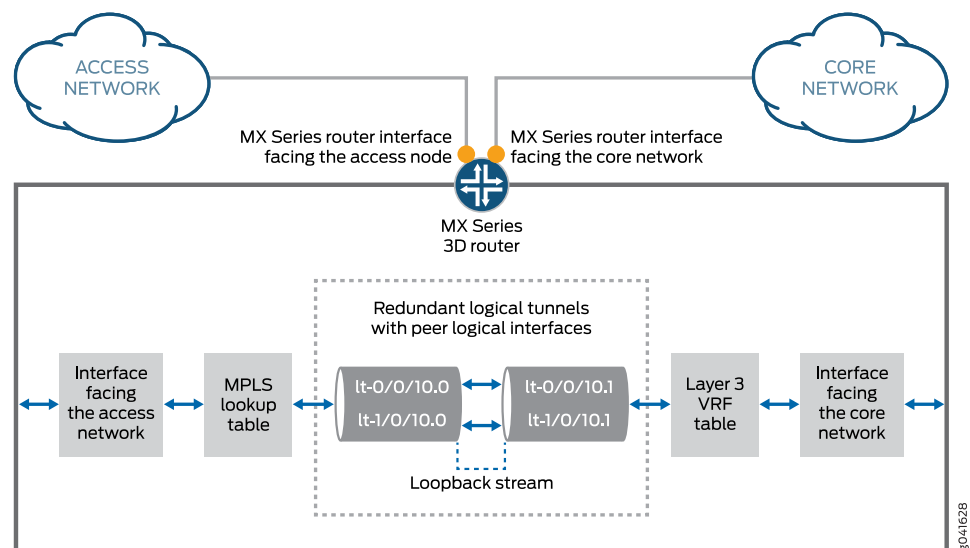 ACCESS
NETWORK
CORE
NETWORK
MX Series router interface
facing the access node
MX Series router interface
facing the core network
MX Series
3D router
Redundant logical tunnels
with peer logical interfaces
Interface
facing
the access
network
MPLS
lookup
table
lt-0/0/10.0
lt-1/0/10.0
lt-0/0/10.1
lt-1/0/10.1
Layer 3
VRF
table
Interface
facing
the core
network
Loopback stream
g041628